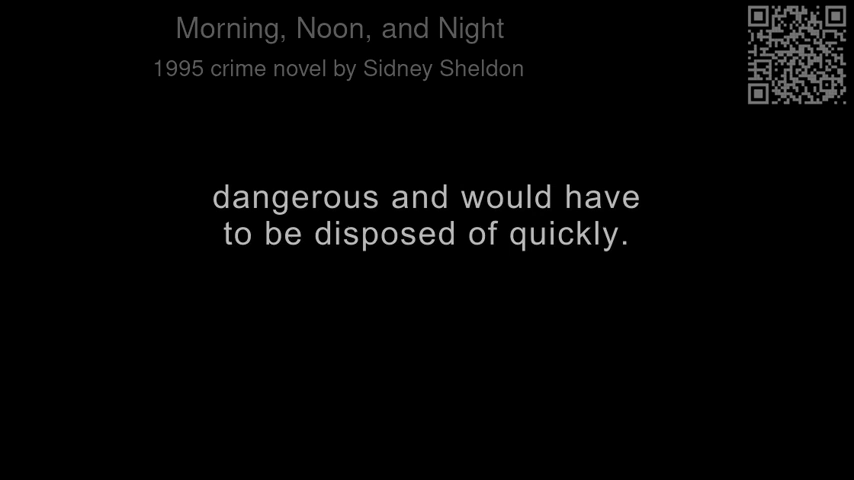 Morning, Noon, and Night
1995 crime novel by Sidney Sheldon
dangerous and would have
to be disposed of quickly.